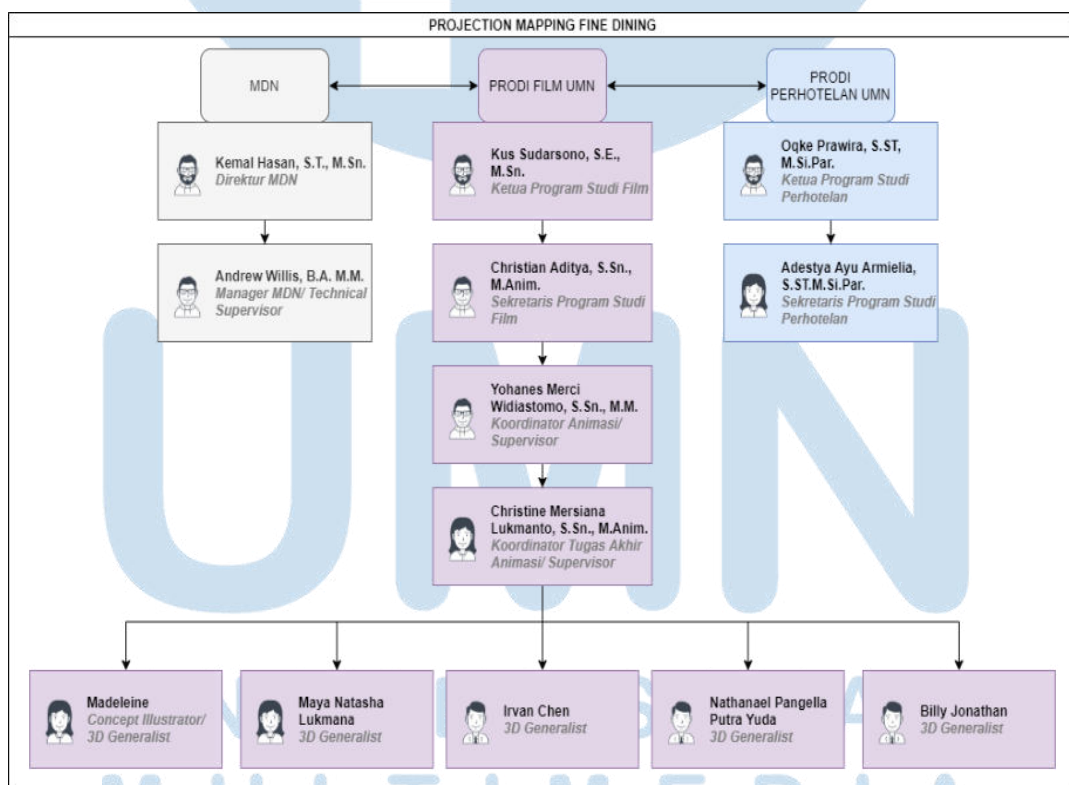 PROJECTION MAPPING FINE DINING
MDN
PRODI FILM UMN
PRODI
PERHOTELAN UMN
Kemal Hasan, S.T., M.Sn.
Direktur MDN
Kus Sudarsono, S.E.,
M.Sn.
Ketua Program Studi Film
Oqke Prawira, S.ST,
M.Si.Par.
Ketua Program Studi
Perhotelan
Andrew Willis, B.A. M.M.
Manager MDN/ Technical
Supervisor
Christian Aditya, S.Sn.,
M.Anim.
Sekretaris Program Studi
Film
Adestya Ayu Armielia,
S.ST.M.Si.Par.
Sekretaris Program Studi
Perhotelan
Yohanes Merci
Widiastomo, S.Sn., M.M.
Koordinator Animasi/
Supervisor
Christine Mersiana
Lukmanto, S.Sn., M.Anim.
Koordinator Tugas Akhir
Animasi/ Supervisor
Madeleine
Concept Illustrator/
3D Generalist
Maya Natasha
Lukmana
3D Generalist
Irvan Chen
3D Generalist
Nathanael Pangella
Putra Yuda
3D Generalist
Billy Jonathan
3D Generalist
UMN